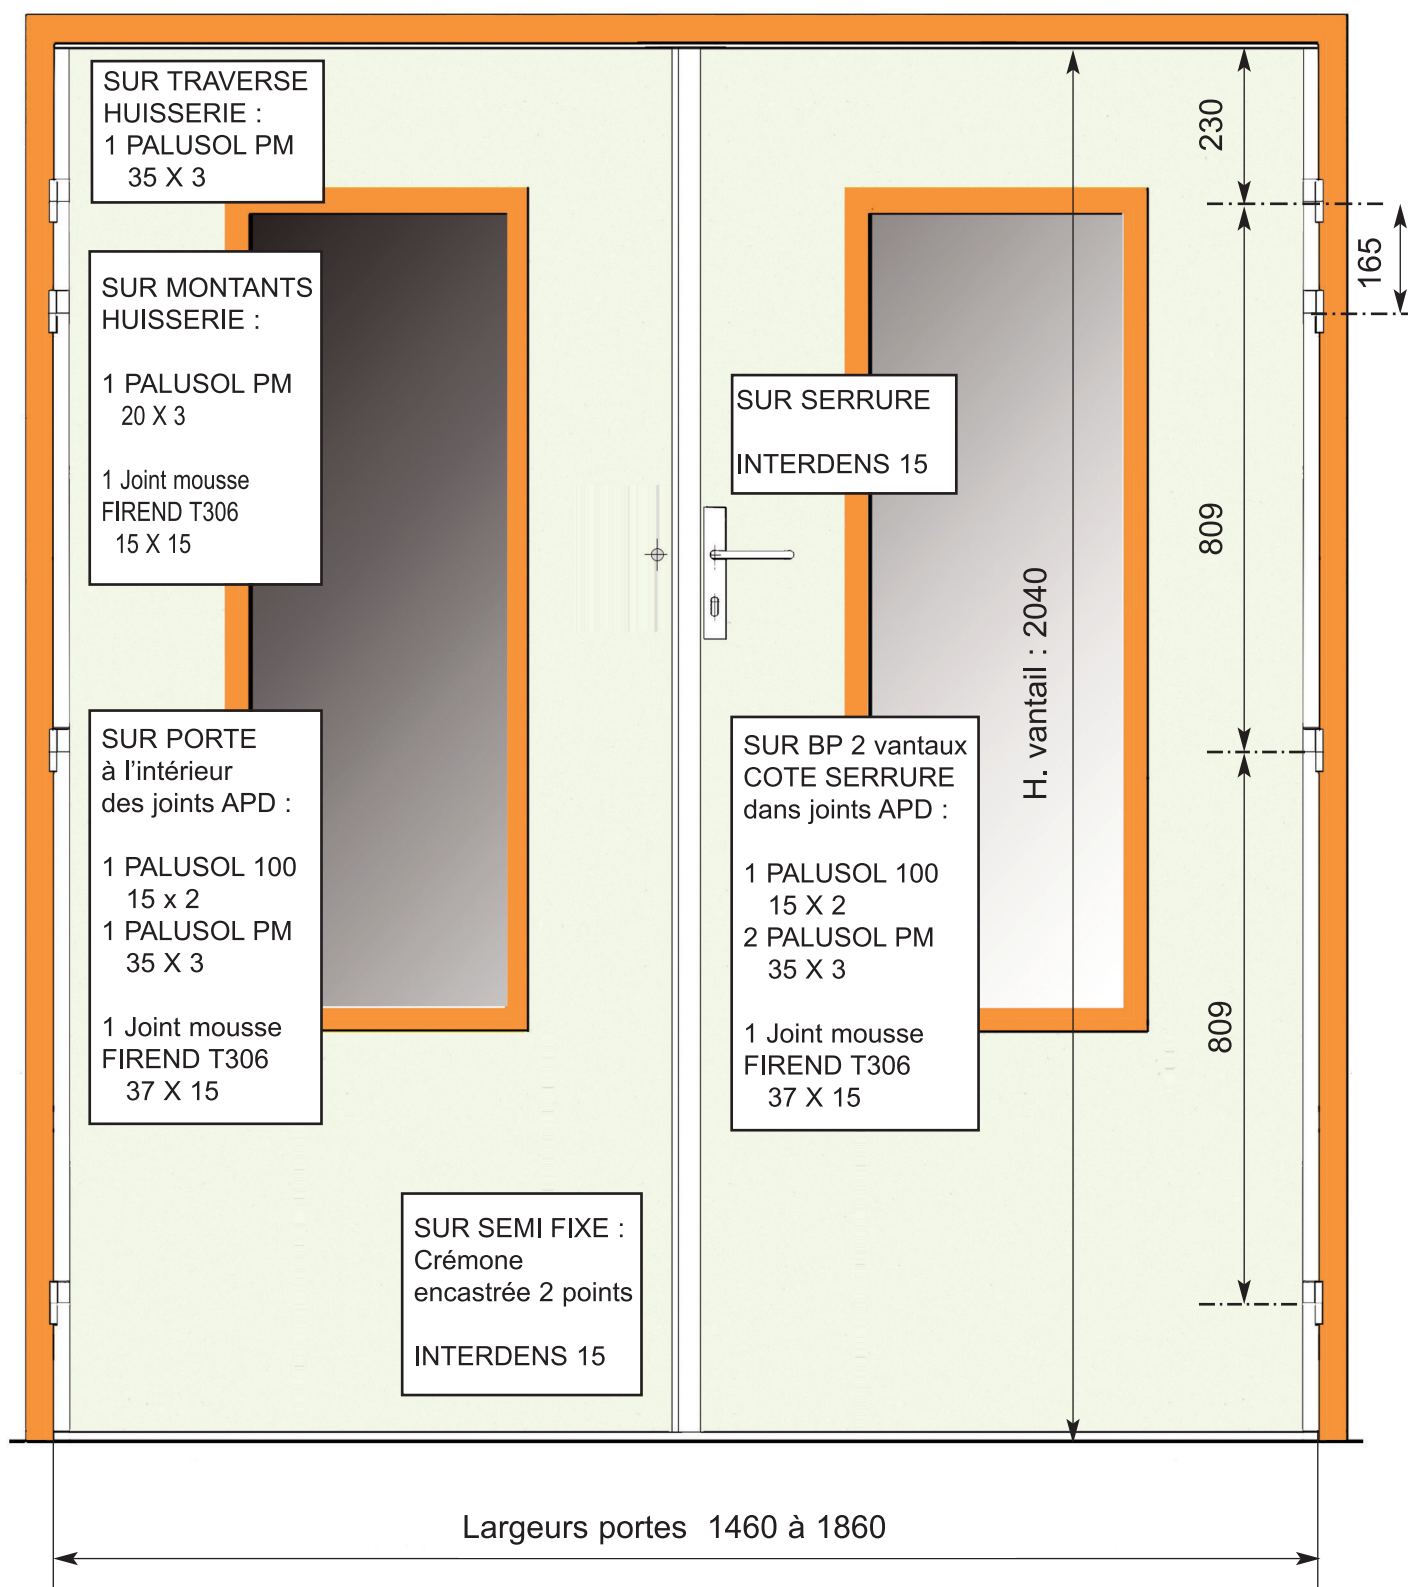 SUR TRAVERSE
HUISSERIE :
1 PALUSOL PM
35 X 3
SUR MONTANTS
HUISSERIE :
1 PALUSOL PM
20 X 3
1 Joint mousse
FIREND T306
15 X 15
SUR PORTE
à l'intérieur
des joints APD :
1 PALUSOL 100
15 x 2
1 PALUSOL PM
35 X 3
1 Joint mousse
FIREND T306
37 X 15
SUR SEMI FIXE :
Crémone
encastrée 2 points
INTERDENS 15
SUR SERRURE
INTERDENS 15
SUR BP 2 vantaux
COTE SERRURE
dans joints APD :
1 PALUSOL 100
15 X 2
2 PALUSOL PM
35 X 3
1 Joint mousse
FIREND T306
37 X 15
H. vantail : 2040
230
165
809
809
Largeurs portes 1460 à 1860